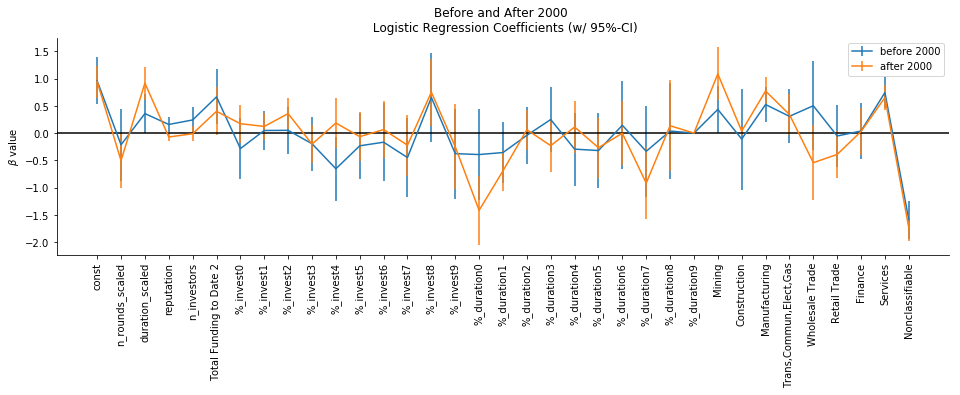 Before and After 2000
Logistic Regression Coefficients (w/ 95%-CI)
before 2000
after 2000
β value
1.5
1.0
0.5
0.0
−0.5
−1.0
−1.5
−2.0
const
n_rounds_scaled
duration_scaled
reputation
n_investors
Total Funding to Date 2
%_invest0
%_invest1
%_invest2
%_invest3
%_invest4
%_invest5
%_invest6
%_invest7
%_invest8
%_invest9
%_duration0
%_duration1
%_duration2
%_duration3
%_duration4
%_duration5
%_duration6
%_duration7
%_duration8
%_duration9
Mining
Construction
Manufacturing
Trans,Commun,Elect,Gas
Wholesale Trade
Retail Trade
Finance
Services
Nonclassifiable